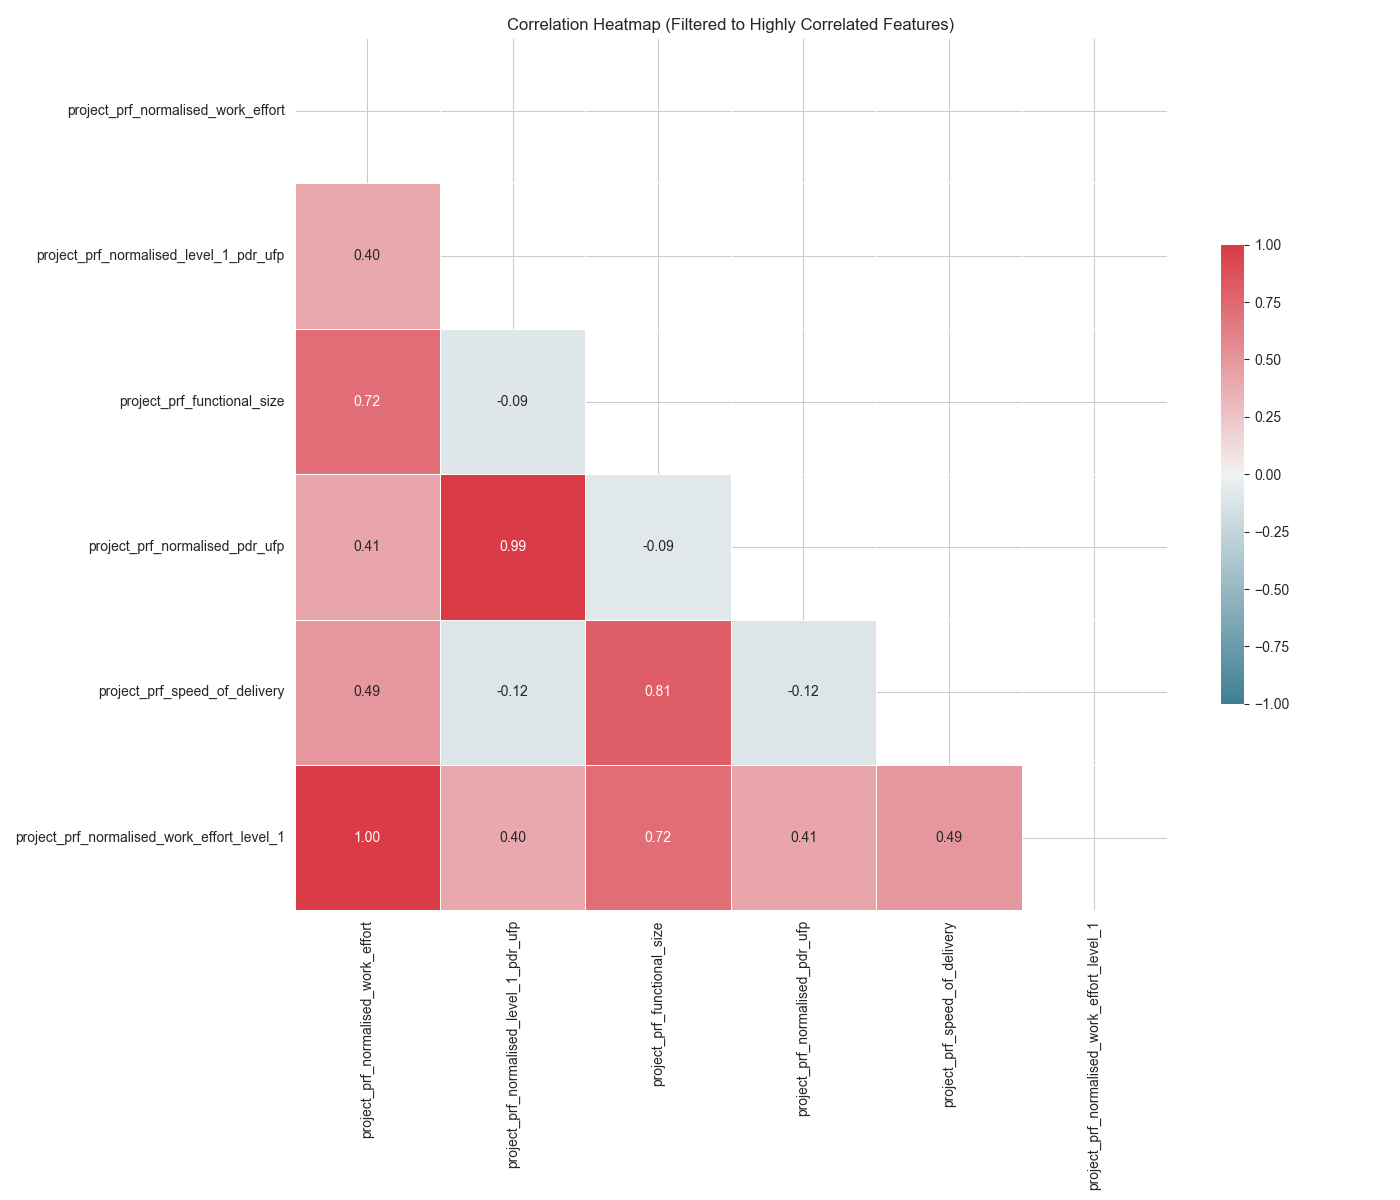 Correlation Heatmap (Filtered to Highly Correlated Features)
project_prf_normalised_work_effort
project_prf_normalised_level_1_pdr_ufp
0.40
project_prf_functional_size
0.72
-0.09
project_prf_normalised_pdr_ufp
0.41
0.99
-0.09
project_prf_speed_of_delivery
0.49
-0.12
0.81
-0.12
project_prf_normalised_work_effort_level_1
1.00
0.40
0.72
0.41
0.49
project_prf_normalised_work_effort
project_prf_normalised_level_1_pdr_ufp
project_prf_functional_size
project_prf_normalised_pdr_ufp
project_prf_speed_of_delivery
project_prf_normalised_work_effort_level_1
1.00
0.75
0.50
0.25
0.00
−0.25
−0.50
−0.75
−1.00